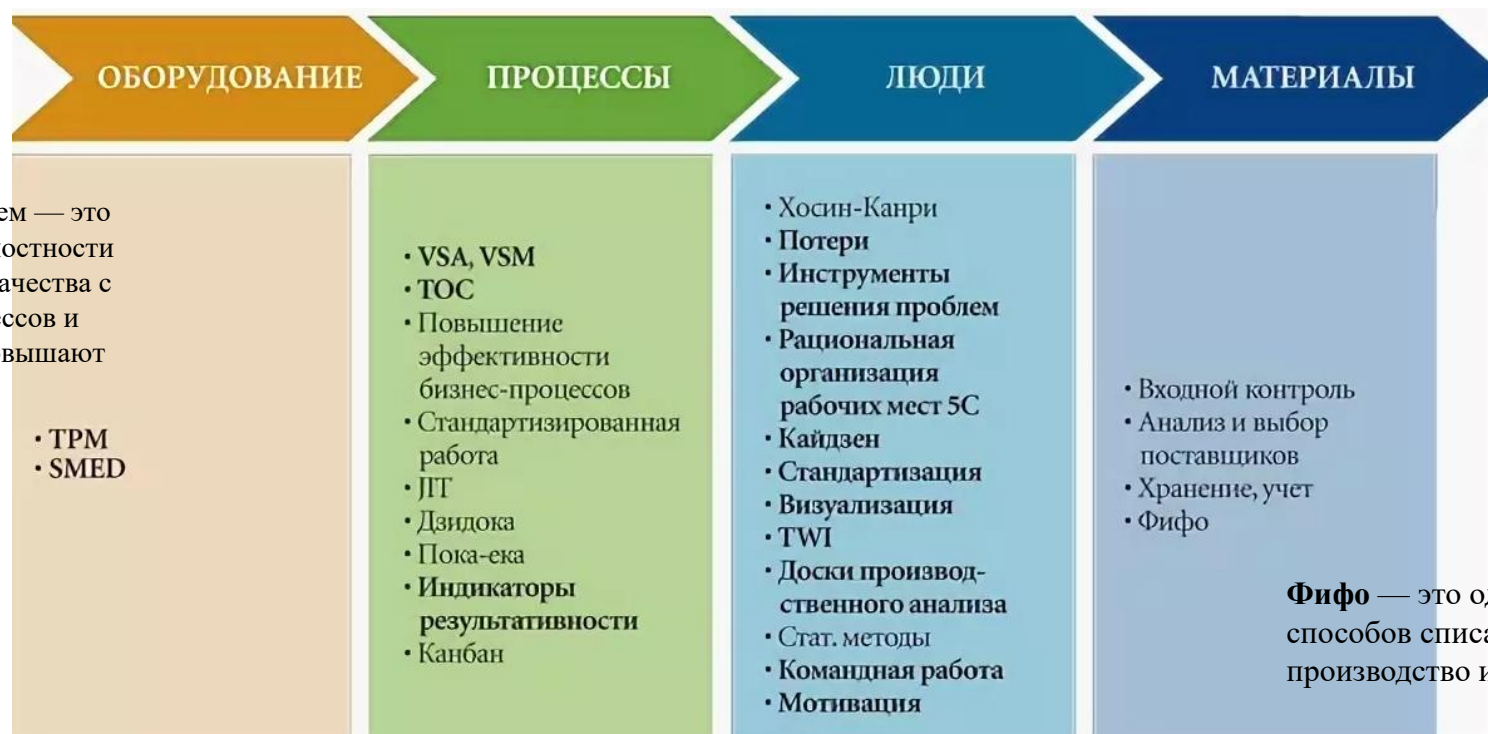 ОБОРУДОВАНИЕ
ПРОЦЕССЫ
ЛЮДИ
МАТЕРИАЛЫ
ем — это
остности
ачества с
ессов и
овышают
• TPM
• SMED
• VSA, VSM
• TOC
• Повышение
эффективности
бизнес-процессов
• Стандартизированная
работа
• JIT
• Дзидока
• Пока-ека
• Индикаторы
результативности
• Канбан
• Хосин-Канри
• Потери
• Инструменты
решения проблем
• Рациональная
организация
рабочих мест 5С
• Кайдзен
• Стандартизация
• Визуализация
• TWI
• Доски производ-
ственного анализа
• Стат. методы
• Командная работа
• Мотивация
• Входной контроль
• Анализ и выбор
поставщиков
• Хранение, учет
• Фифо
Фифо — это од
способов списа
производство и